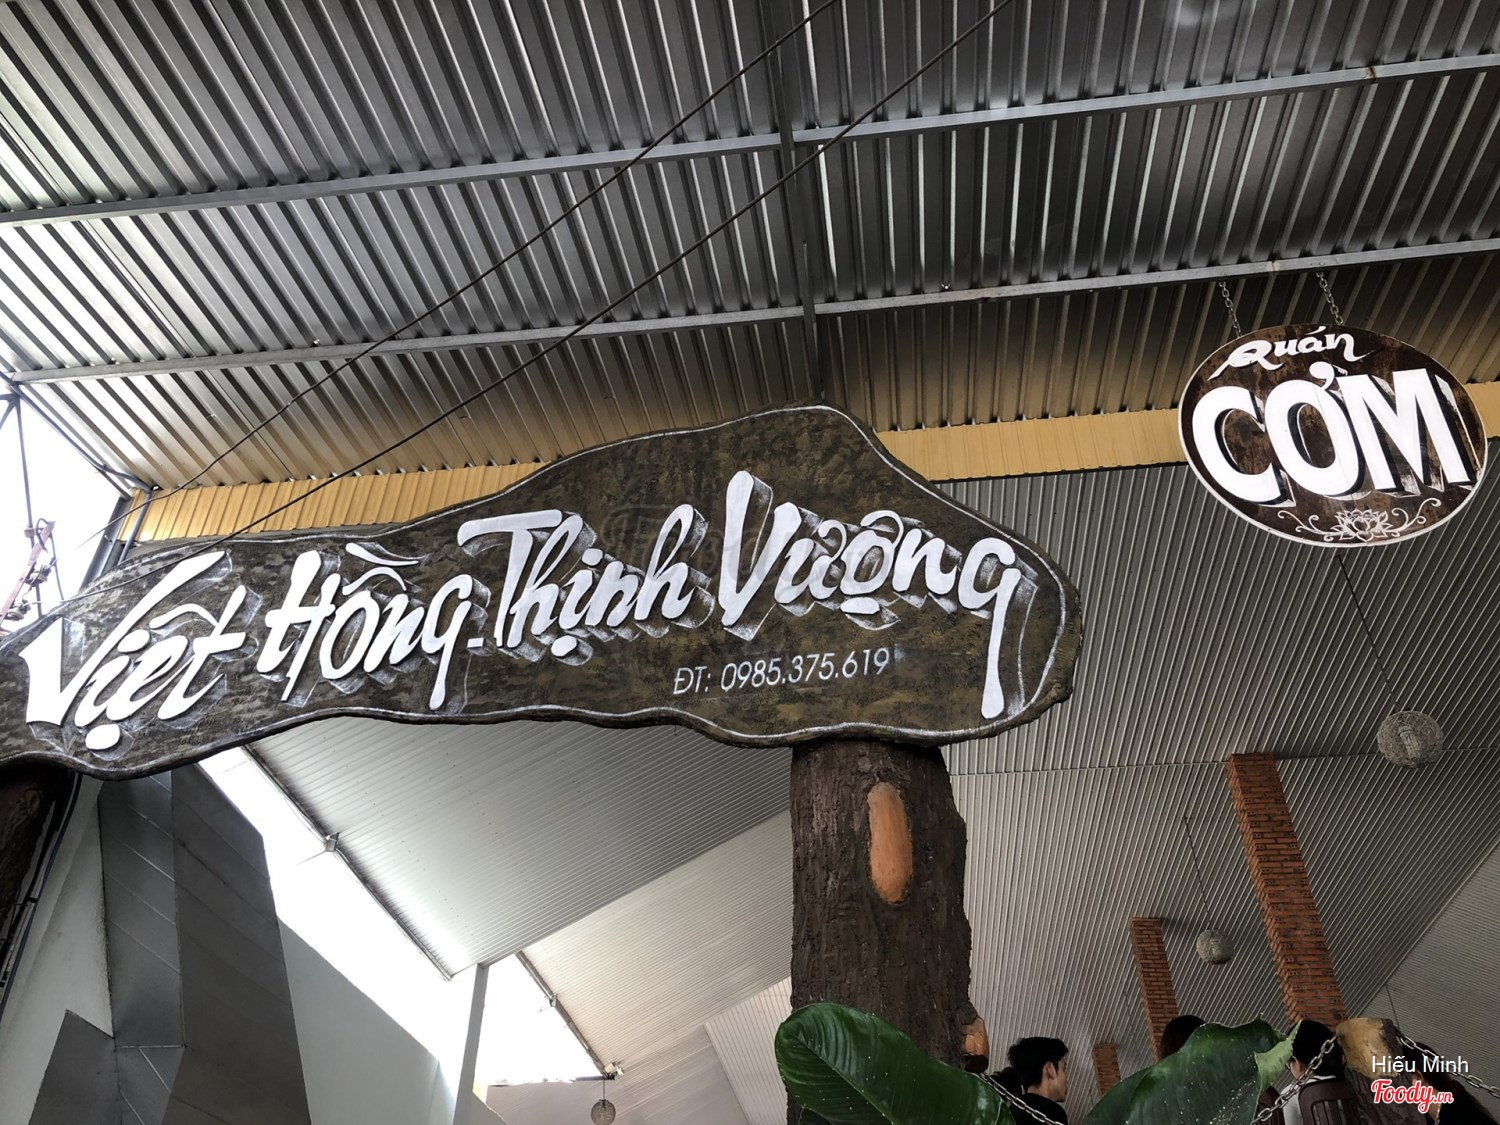 Quán
CƠM
Việt Hồng-Thịnh Vượng
ĐT: 0985.375.619
Hiếu Minh
Foody.vn